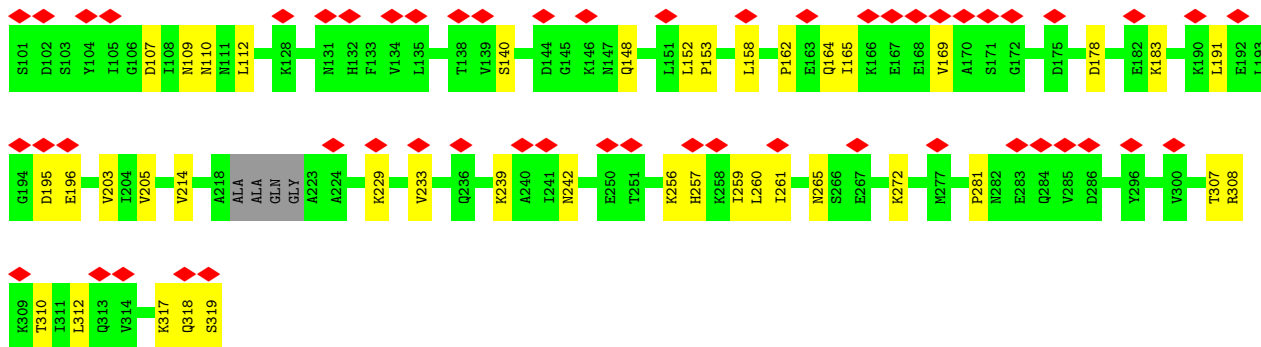 S101 D102 S103 Y104 I105 G106 D107 I108 N109 N110 N111 L112 K128 N131 H132 F133 V134 L135 T138 V139 S140 D144 G145 K146 N147 Q148 L151 L152 P153 L158 P162 E163 Q164 I165 K166 E167 E168 V169 A170 S171 G172 D175 D178 E182 K183 K190 L191 E192 L193
G194 D195 E196 V203 I204 V205 V214 A218 ALA ALA GLN GLY A223 A224 K229 V233 Q236 K239 A240 I241 N242 E250 T251 K256 H257 K258 I259 L260 I261 N265 S266 E267 K272 M277 P281 N282 E283 Q284 V285 D286 Y296 V300 T307 R308
K309 T310 I311 L312 Q313 V314 K317 Q318 S319